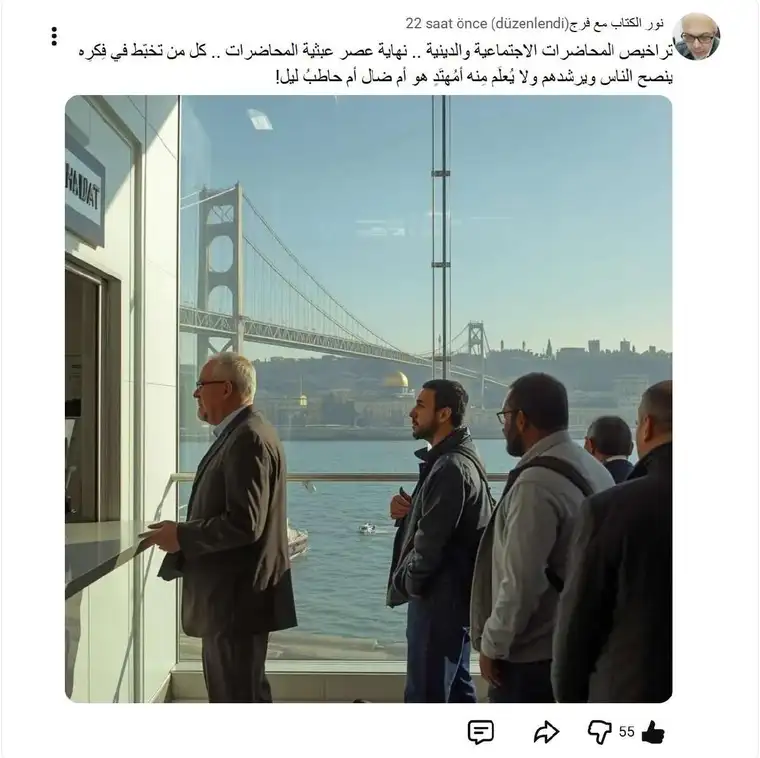 نور الكتاب مع فرج(düzenlendi) 22 saat önce
تراخيص المحاضرات الاجتماعية والدينية .. نهاية عصر عبثية المحاضرات .. كل من تخبّط في فِكرِه
ينصح الناس ويرشدهم ولا يُعلَم مِنه أمُهتَدٍ هو أم ضال أم حاطبُ ليل!
55